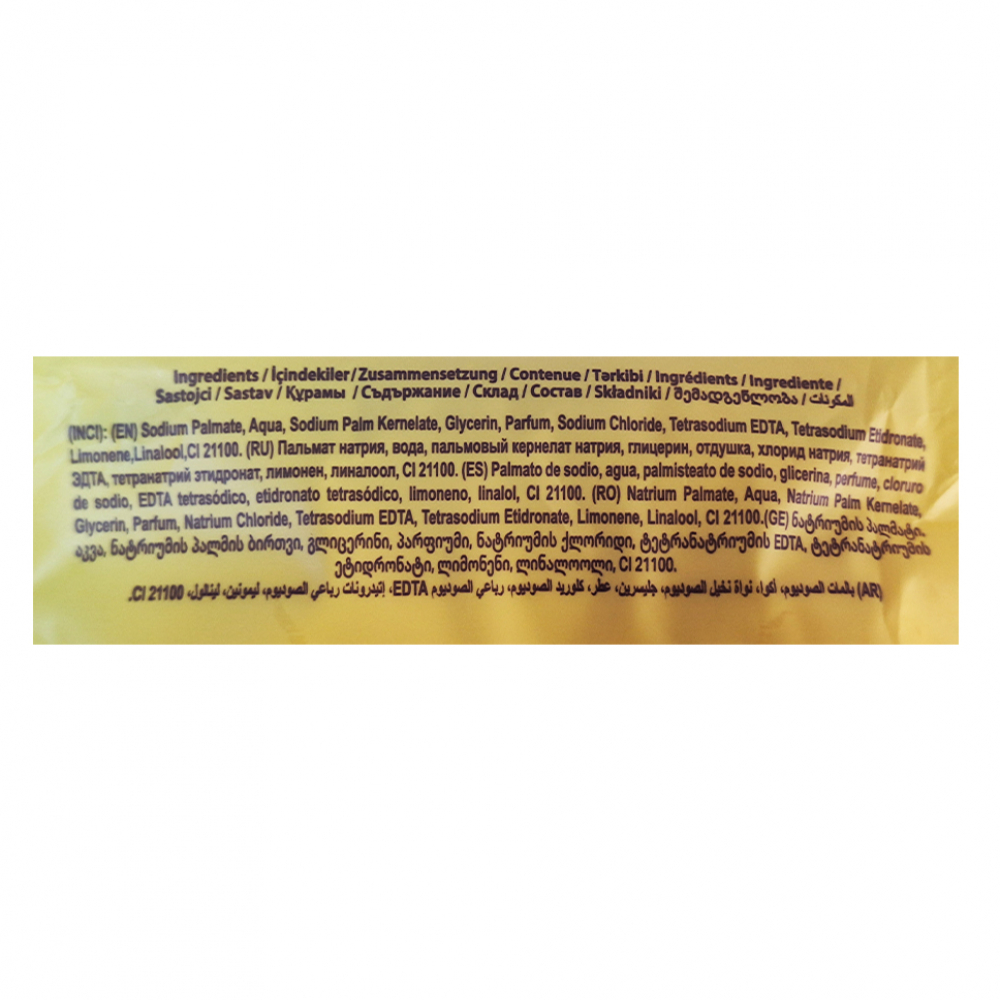 Ingredients / İçindekiler/Zusammensetzung / Contenue / Tərkibi / Ingrédients / Ingrediente /
Sastojci / Sastav / Құрамы / Съдържание / Склад / Состав / Składniki / შემადგენლობა / المكونات
(INCI): (EN) Sodium Palmate, Aqua, Sodium Palm Kernelate, Glycerin, Parfum, Sodium Chloride, Tetrasodium EDTA, Tetrasodium Etidronate,
Limonene,Linalool,CI 21100. (RU) Пальмат натрия, вода, пальмовый кернелат натрия, глицерин, отдушка, хлорид натрия, тетранатрий
ЭДТА, тетранатрий этидронат, лимонен, линалоол, CI 21100. (ES) Palmato de sodio, agua, palmisteato de sodio, glicerina, perfume, cloruro
de sodio, EDTA tetrasódico, etidronato tetrasódico, limoneno, linalol, CI 21100. (RO) Natrium Palmate, Aqua, Natrium Palm Kernelate,
Glycerin, Parfum, Natrium Chloride, Tetrasodium EDTA, Tetrasodium Etidronate, Limonene, Linalool, CI 21100.(GE) ნატრიუმის პალმატი,
აკვა, ნატრიუმის პალმის ბირთვი, გლიცერინი, პარფიუმი, ნატრიუმის ქლორიდი, ტეტრანატრიუმის EDTA, ტეტრანატრიუმის
ეტიდრონატი, ლიმონენი, ლინალოოლი, CI 21100.
(AR) بالمات الصوديوم، أكوا، نواة نخيل الصوديوم، جليسرين، عطر، كلوريد الصوديوم، رباعي الصوديوم EDTA، إتيدرونات رباعي الصوديوم، ليمونين، لينالول، CI 21100.